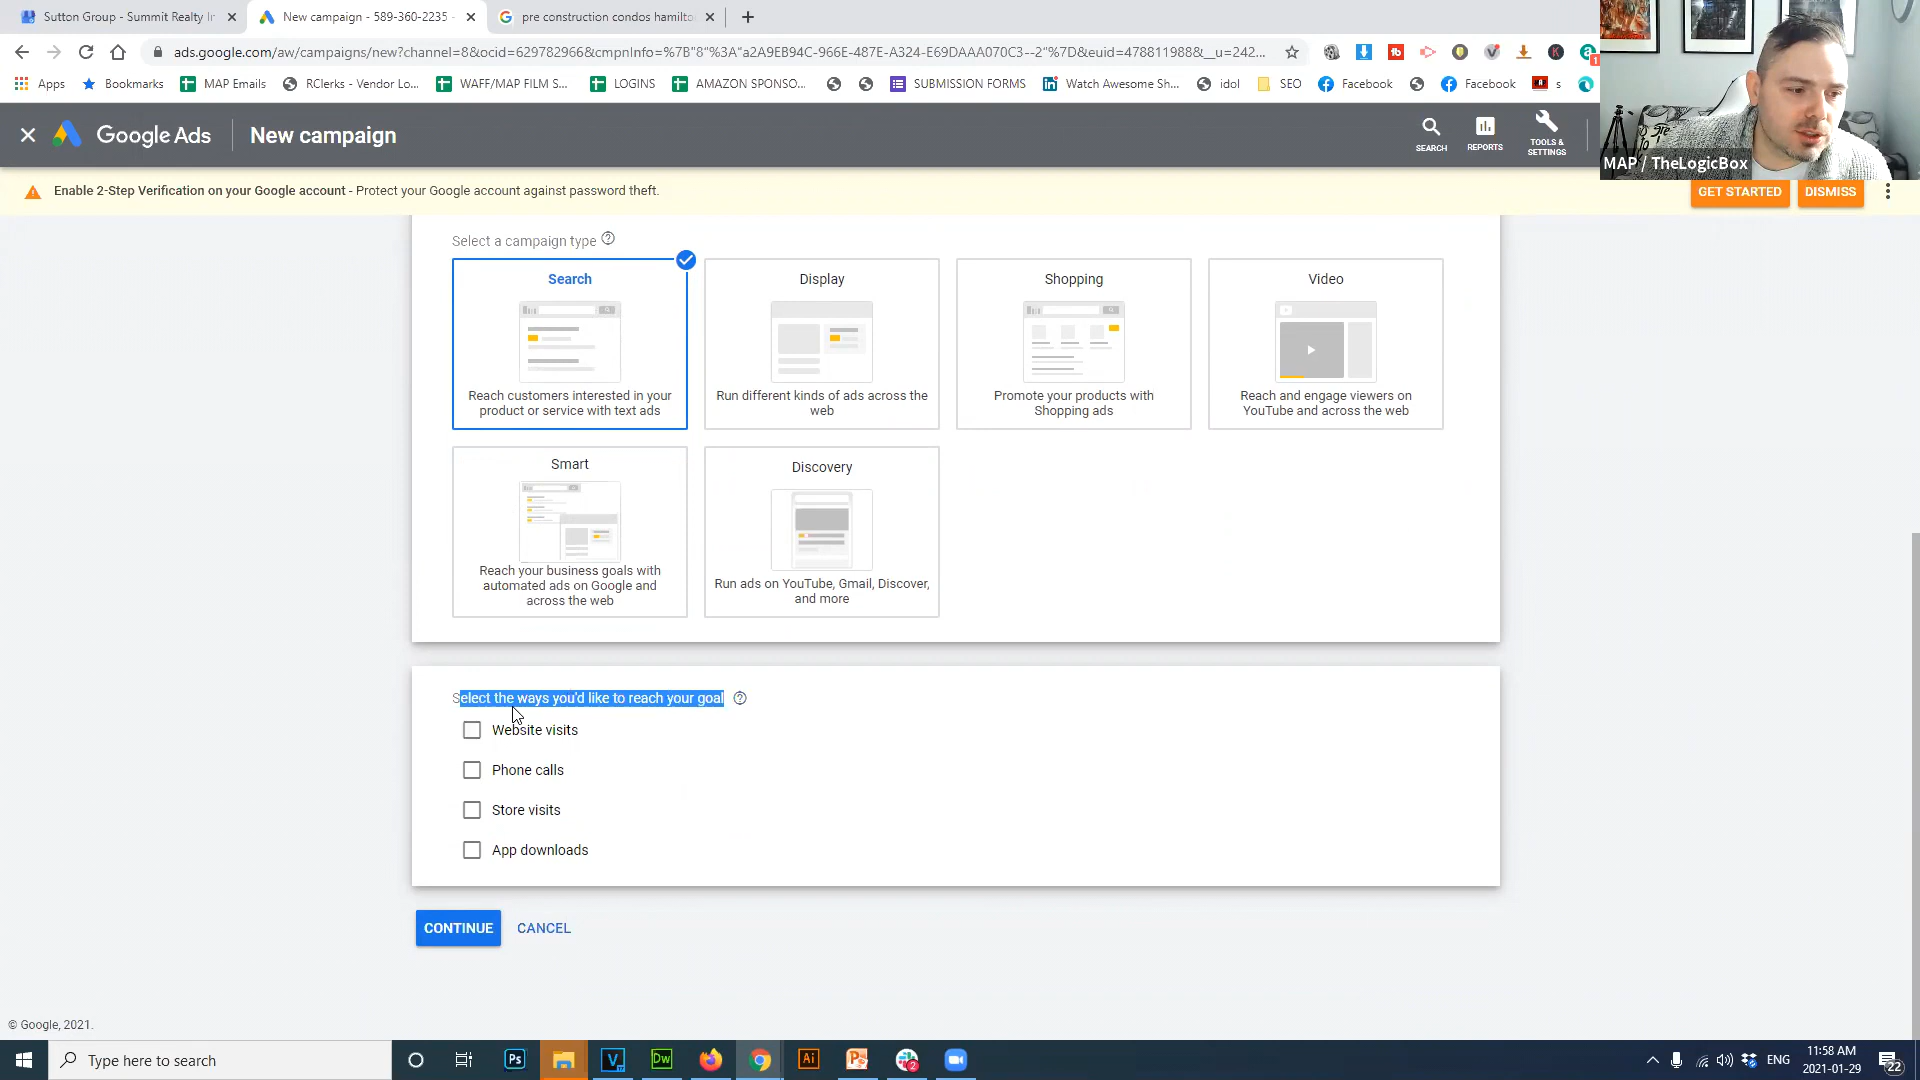 Sutton Group - Summit Realty In
New campaign - 589-360-2235 -
pre construction condos hamilto
ads.google.com/aw/campaigns/new?channel=8&ocid=629782966&cmpnInfo=%7B"8"%3A"a2A9EB94C-966E-487E-A324-E69DAAA070C3--2"%7D&euid=478811988&__u=242...
Apps
Bookmarks
MAP Emails
RClerks - Vendor Lo...
WAFF/MAP FILM S...
LOGINS
AMAZON SPONSO...
SUBMISSION FORMS
Watch Awesome Sh...
idol
SEO
Facebook
Facebook
s
MAP / TheLogicBox
Google Ads
New campaign
SEARCH
REPORTS
TOOLS &
SETTINGS
Enable 2-Step Verification on your Google account - Protect your Google account against password theft.
GET STARTED
DISMISS
Select a campaign type
Search
Reach customers interested in your
product or service with text ads
Display
Run different kinds of ads across the
web
Shopping
Promote your products with
Shopping ads
Video
Reach and engage viewers on
YouTube and across the web
Smart
Reach your business goals with
automated ads on Google and
across the web
Discovery
Run ads on YouTube, Gmail, Discover,
and more
Select the ways you'd like to reach your goal
Website visits
Phone calls
Store visits
App downloads
CONTINUE
CANCEL
© Google, 2021.
Type here to search
Ps
Dw
Ai
2
ENG
11:58 AM
2021-01-29
22